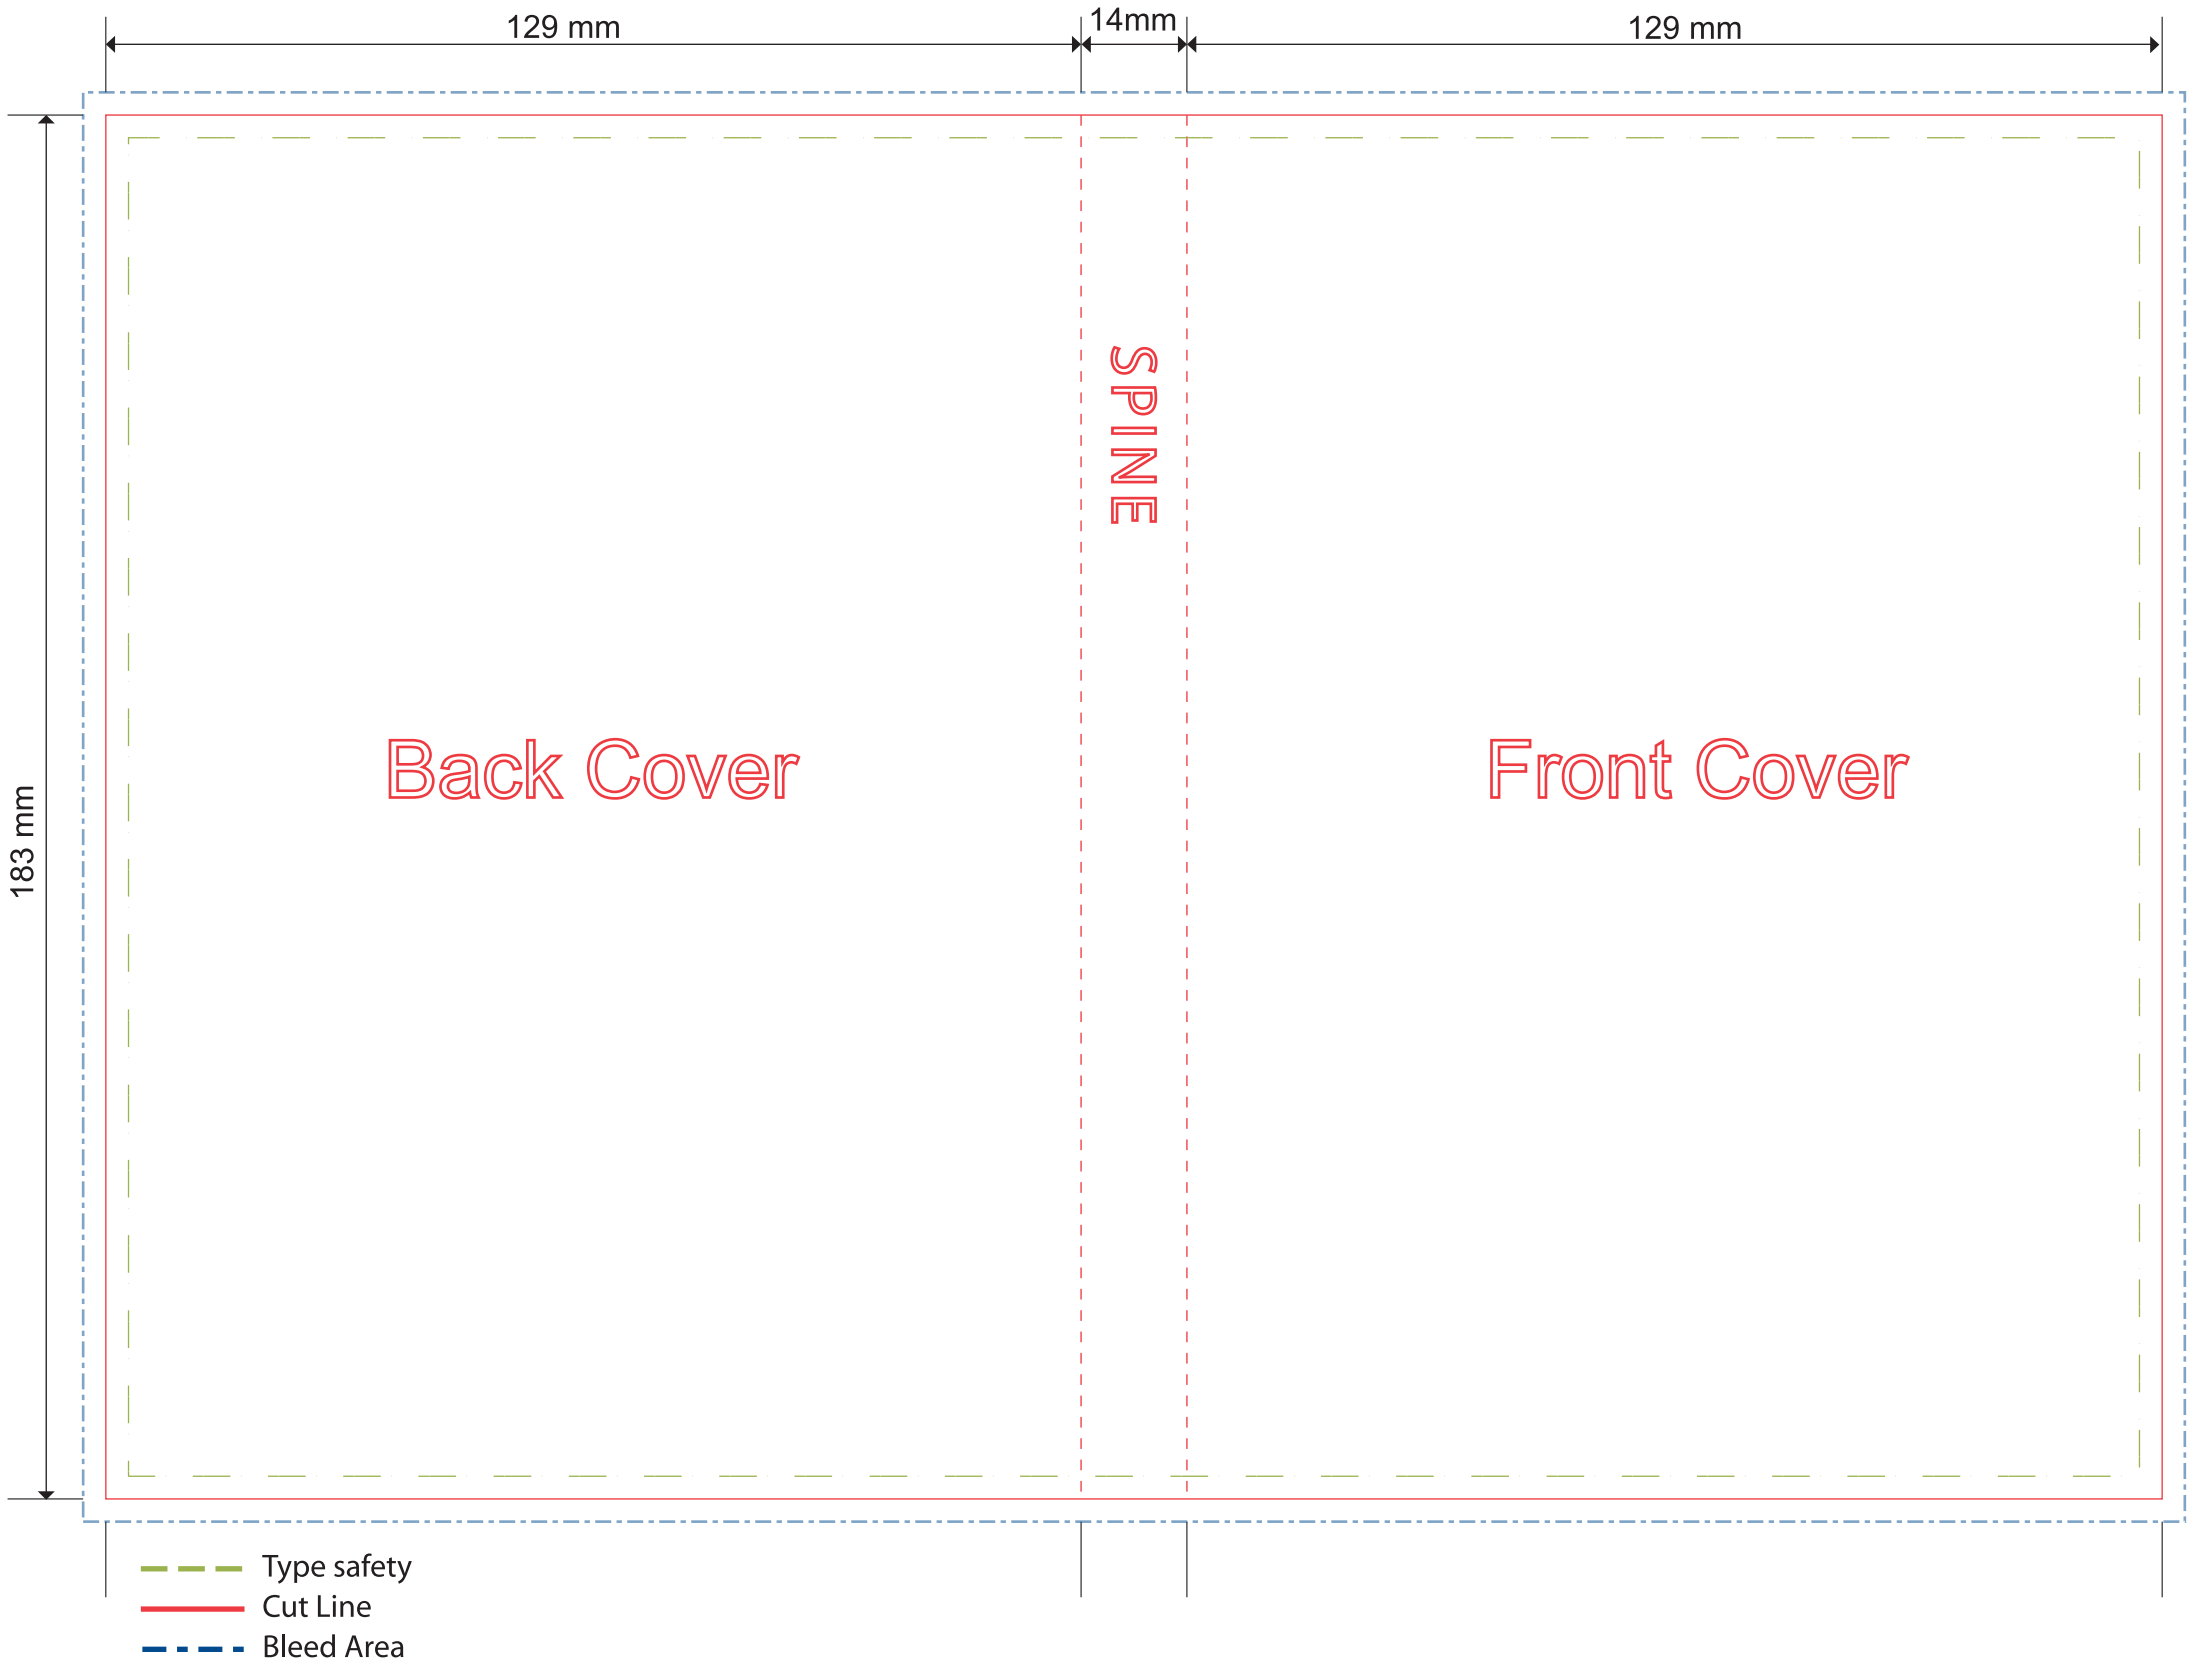 129 mm
14mm
129 mm
SPINE
Back Cover
Front Cover
183 mm
Type safety
Cut Line
Bleed Area